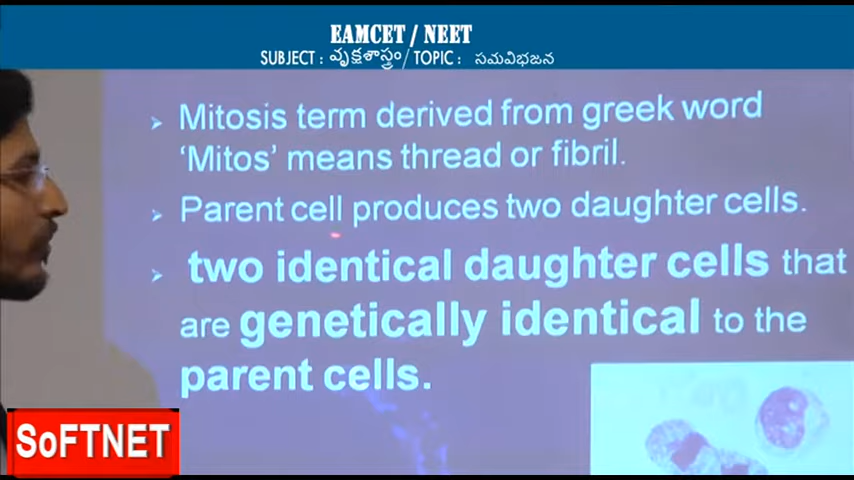 EAMCET / NEET
SUBJECT : వృక్షశాస్త్రం / TOPIC : సమవిభజన
➢ Mitosis term derived from greek word
‘Mitos’ means thread or fibril.
➢ Parent cell produces two daughter cells.
➢ two identical daughter cells that
are genetically identical to the
parent cells.
SoFTNET